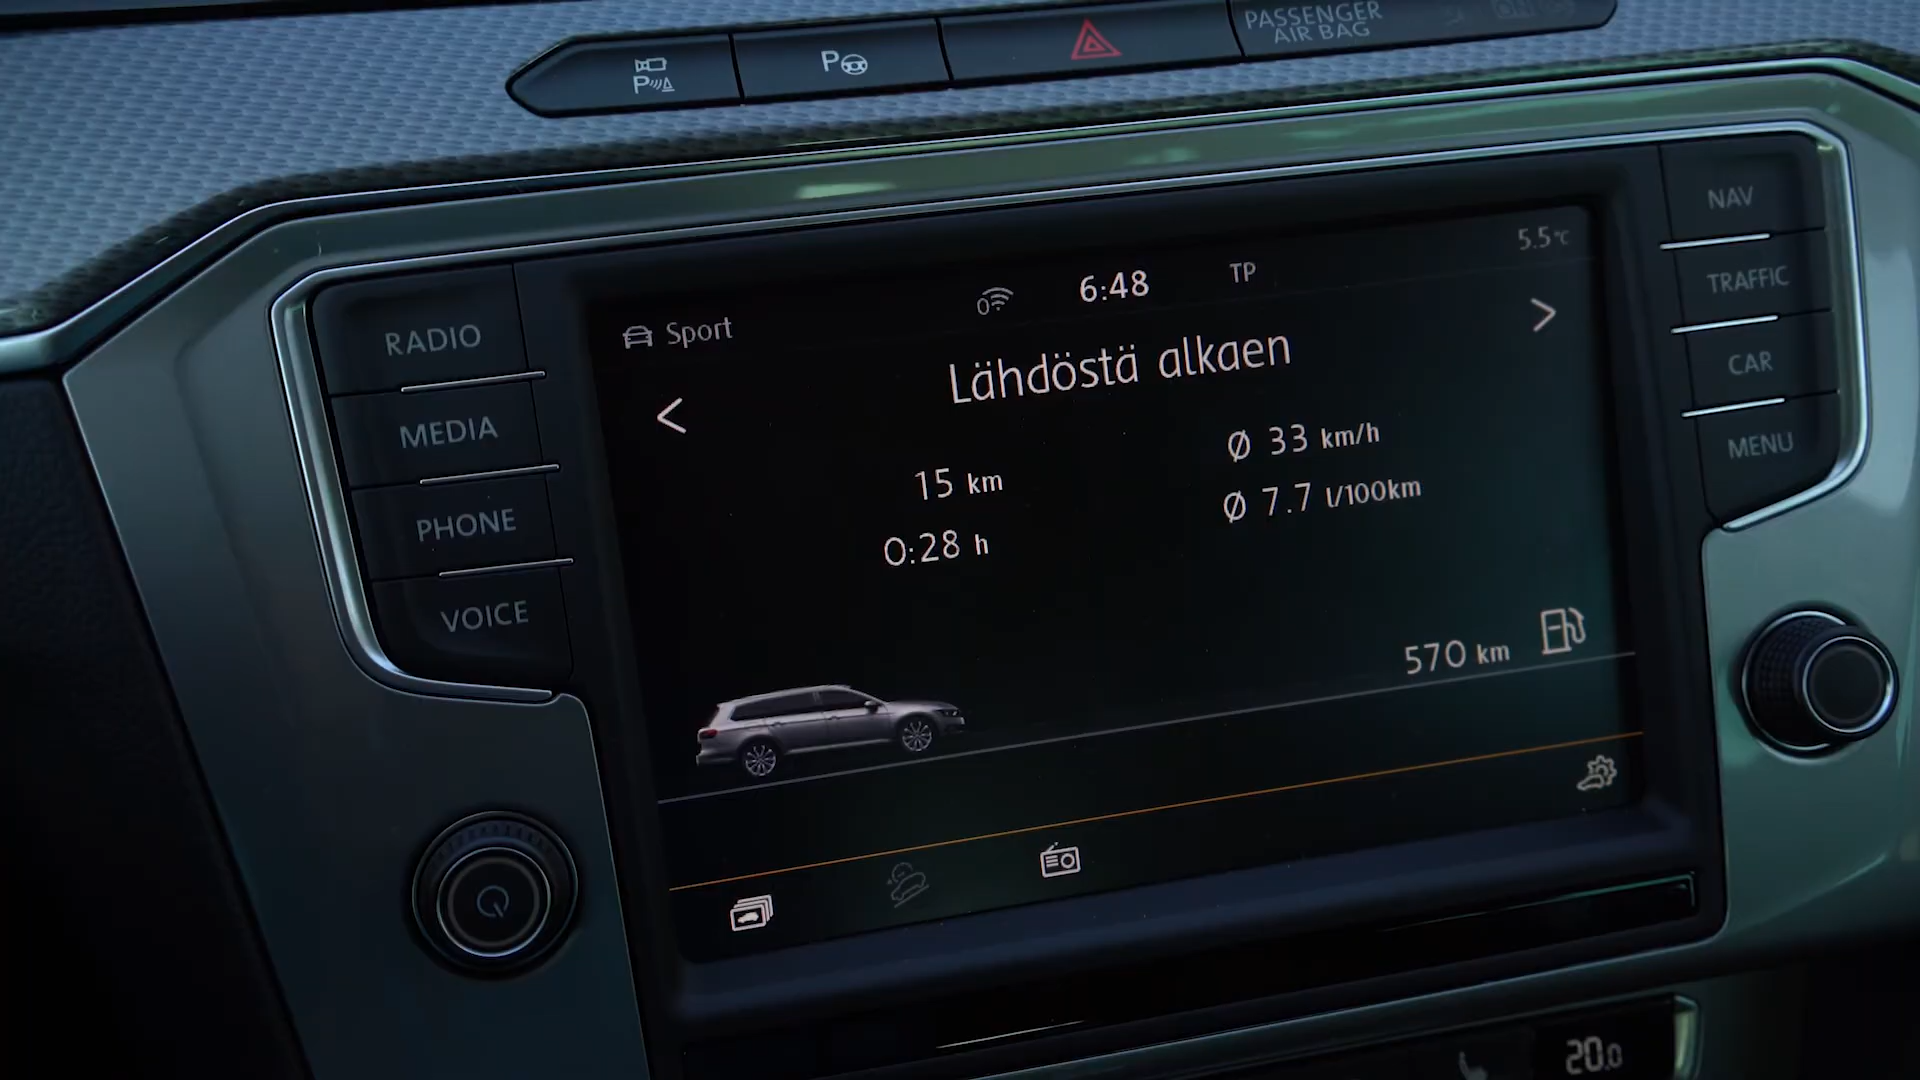 P
P
PASSENGER
AIR BAG
RADIO
MEDIA
PHONE
VOICE
NAV
TRAFFIC
CAR
MENU
Sport
0
6:48
TP
5.5°C
Lähdöstä alkaen
15 km
0:28 h
Ø 33 km/h
Ø 7.7 l/100km
570 km
20.0